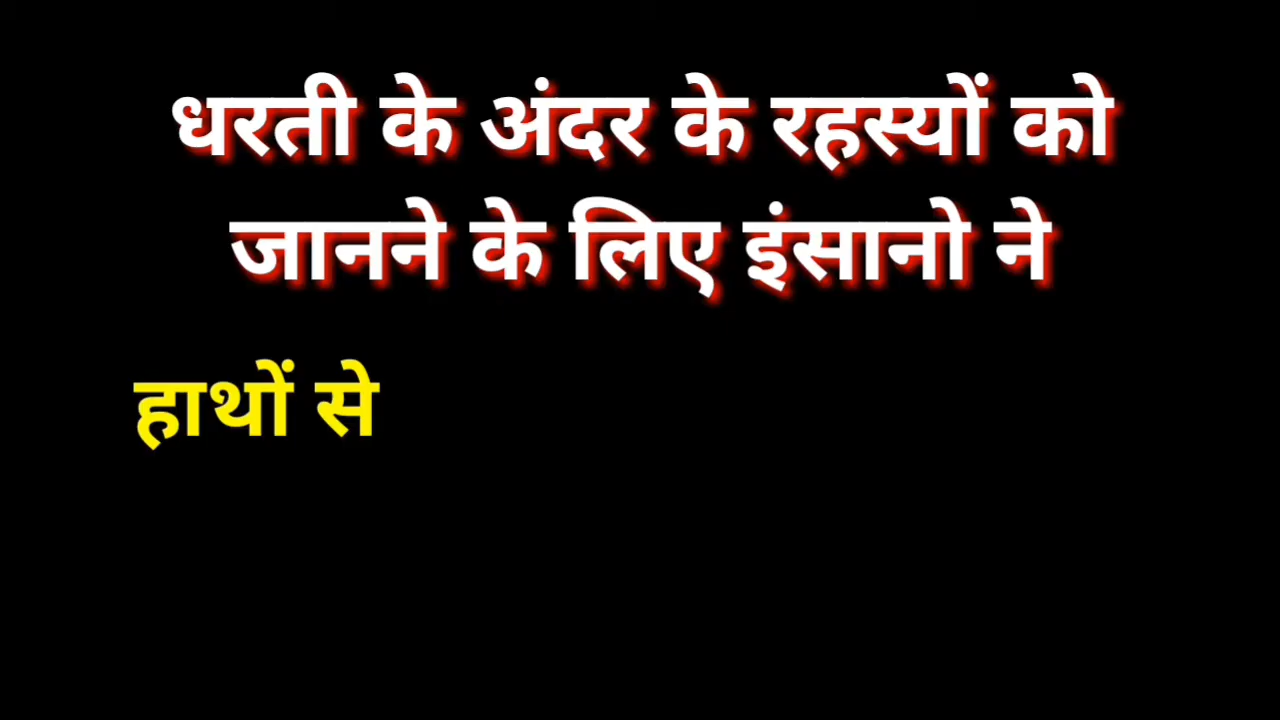 धरती के अंदर के रहस्यों को
जानने के लिए इंसानो ने
हाथों से